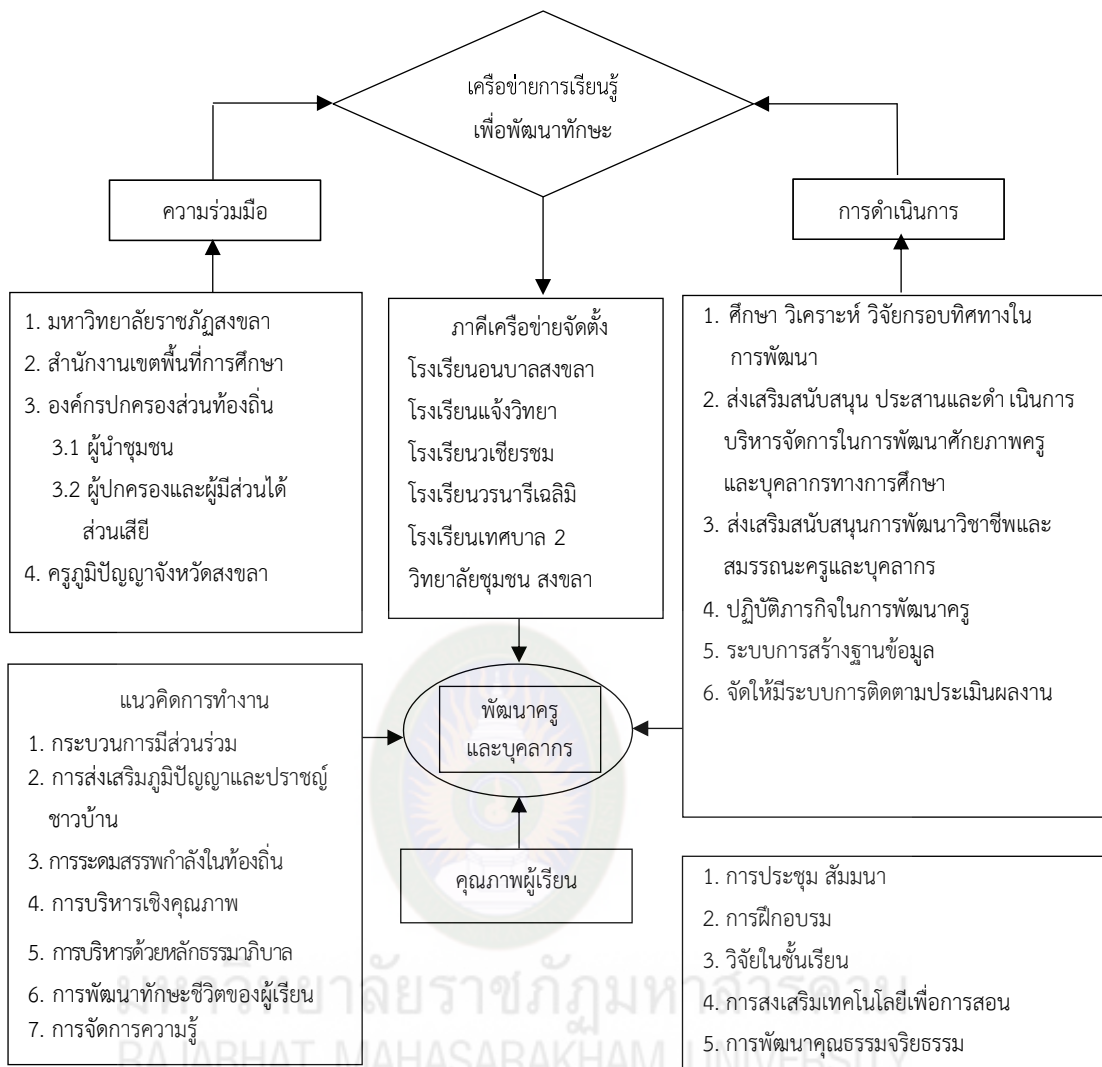 เครือข่ายการเรียนรู้
เพื่อพัฒนาทักษะ
ความร่วมมือ
การดำเนินการ
1. มหาวิทยาลัยราชภัฏสงขลา
2. สำนักงานเขตพื้นที่การศึกษา
3. องค์กรปกครองส่วนท้องถิ่น
3.1 ผู้นำชุมชน
3.2 ผู้ปกครองและผู้มีส่วนได้
ส่วนเสียี
4. ครูภูมิปัญญาจังหวัดสงขลา
ภาคีเครือข่ายจัดตั้ง
โรงเรียนอนบาลสงขลา
โรงเรียนแจ้งวิทยา
โรงเรียนวเชียรชม
โรงเรียนวรนารีเฉลิมิ
โรงเรียนเทศบาล 2
วิทยาลัยชุมชน สงขลา
1. ศึกษา วิเคราะห์ วิจัยกรอบทิศทางใน
การพัฒนา
2. ส่งเสริมสนับสนุน ประสานและดำ เนินการ
บริหารจัดการในการพัฒนาศักยภาพครู
และบุคลากรทางการศึกษา
3. ส่งเสริมสนับสนุนการพัฒนาวิชาชีพและ
สมรรถนะครูและบุคลากร
4. ปฏิบัติภารกิจในการพัฒนาครู
5. ระบบการสร้างฐานข้อมูล
6. จัดให้มีระบบการติดตามประเมินผลงาน
แนวคิดการทำงาน
1. กระบวนการมีส่วนร่วม
2. การส่งเสริมภูมิปัญญาและปราชญ์
ชาวบ้าน
3. การระดมสรรพกำลังในท้องถิ่น
4. การบริหารเชิงคุณภาพ
5. การบริหารด้วยหลักธรรมาภิบาล
6. การพัฒนาทักษะชีวิตของผู้เรียน
7. การจัดการความรู้
พัฒนาครู
และบุคลากร
คุณภาพผู้เรียน
1. การประชุม สัมมนา
2. การฝึกอบรม
3. วิจัยในชั้นเรียน
4. การสงเสริมเทคโนโลยีเพื่อการสอน
5. การพัฒนาคุณธรรมจริยธรรม
มหาวิทยาลัยราชภัฏมหาสารคาม
RAJABHAT MAHASARAKHAM UNIVERSITY